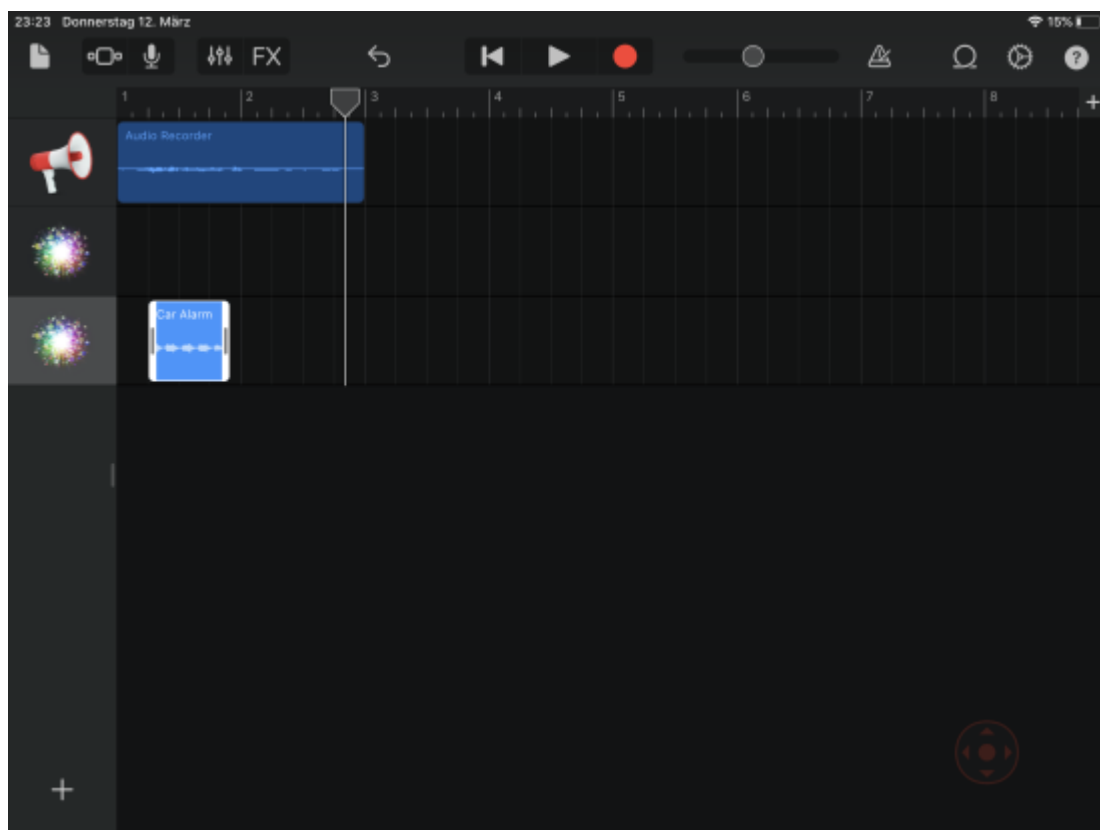 23:23 Donnerstag 12. März 15%
FX ?
1 2 3 4 5 6 7 8 +
Audio Recorder
Car Alarm
+